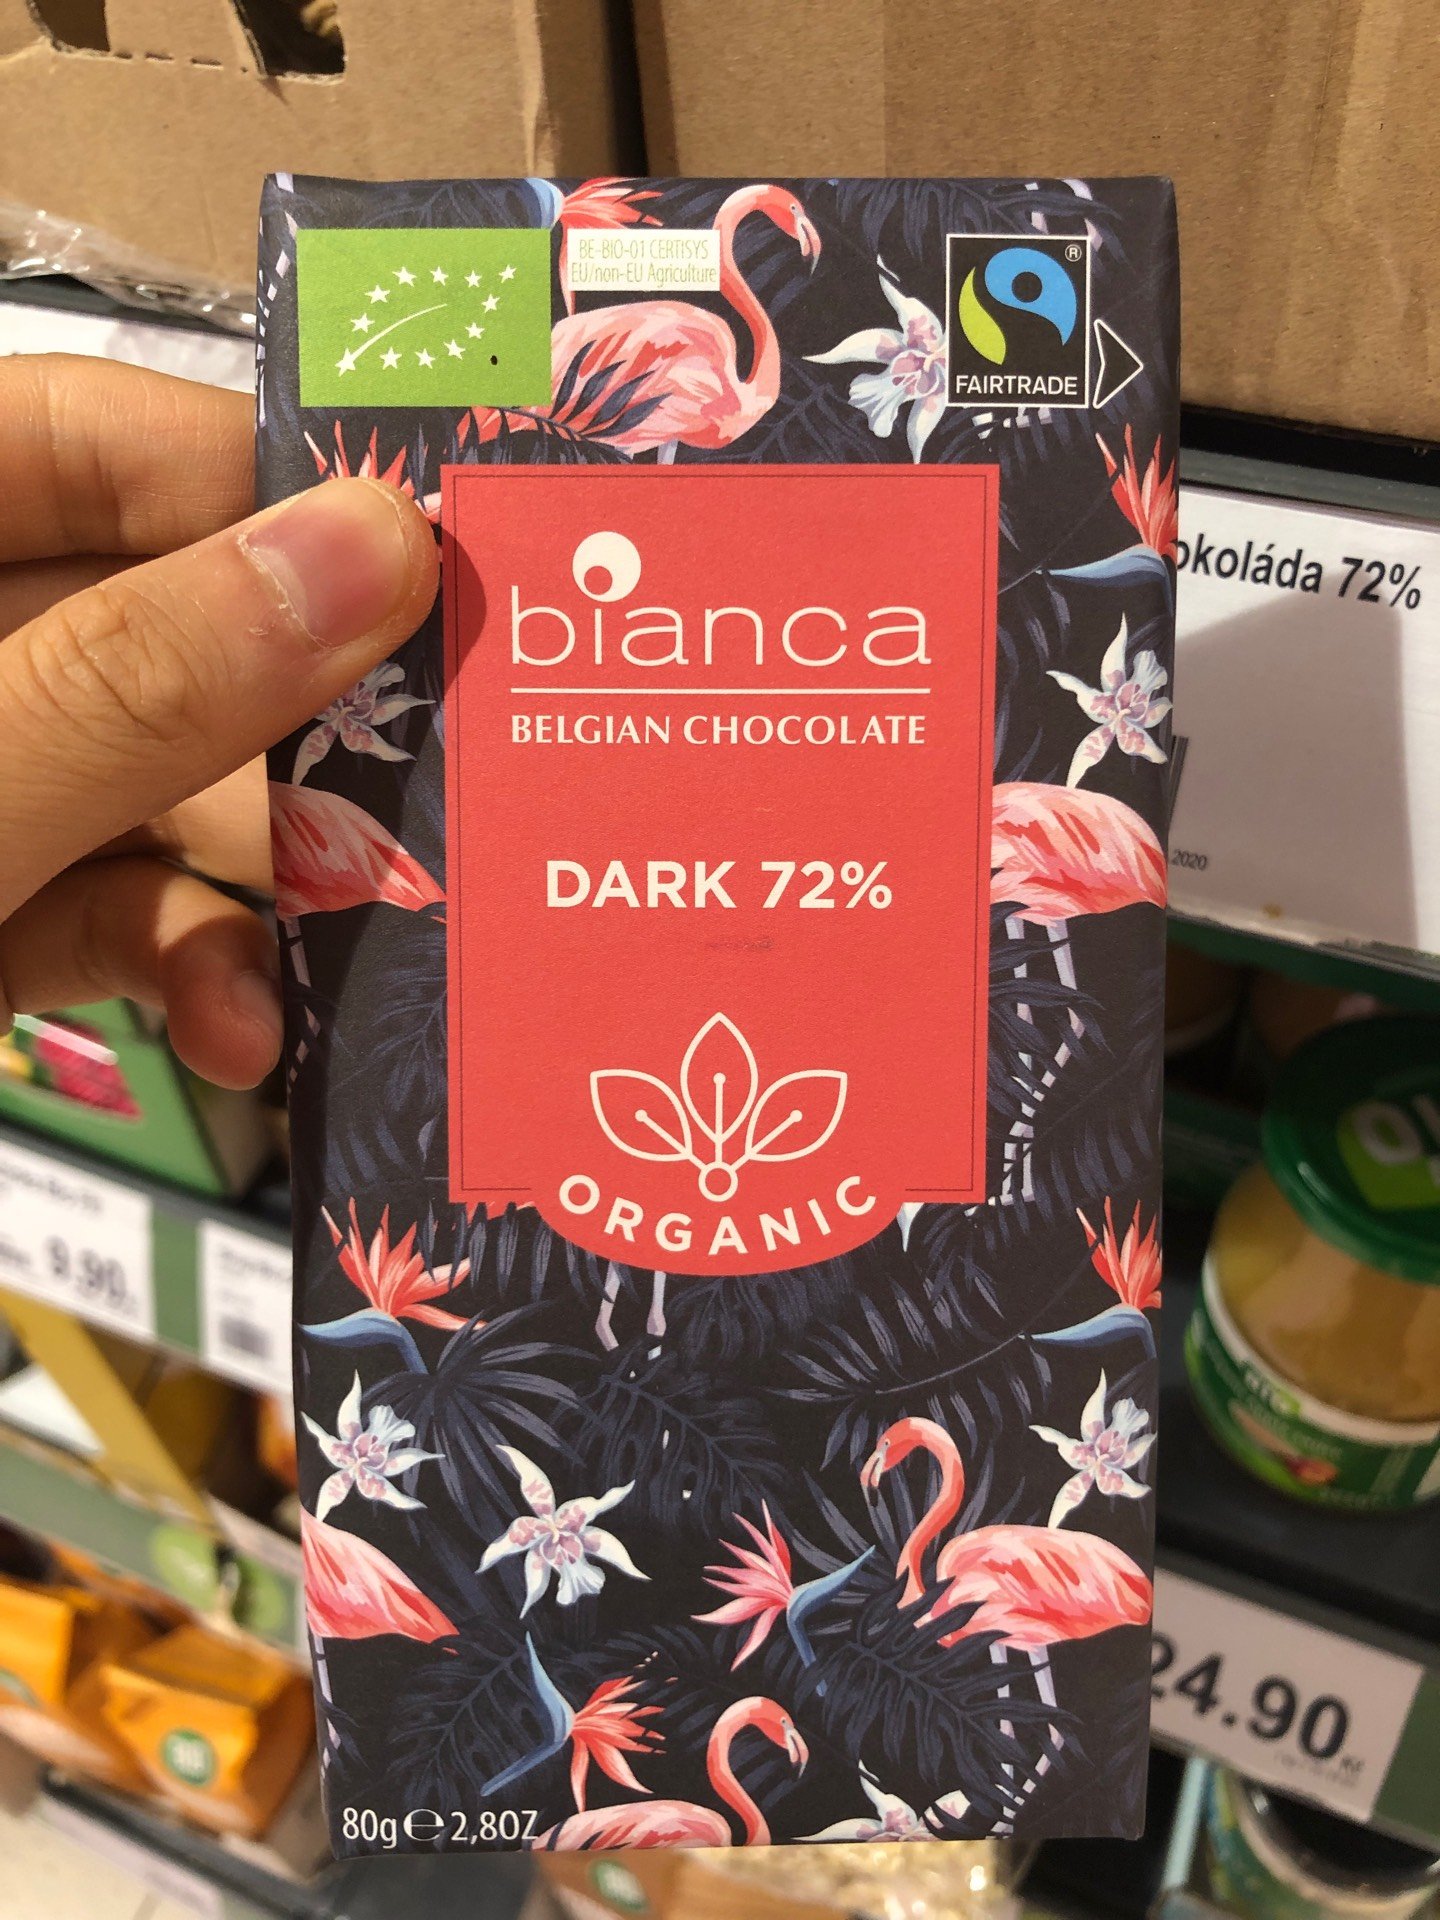 BE-BIO-01 CERTISYS
EU/non-EU Agriculture
®
FAIRTRADE
bianca
BELGIAN CHOCOLATE
DARK 72%
ORGANIC
80g ℮ 2,8OZ
okoláda 72%
2020
9.90
24.90